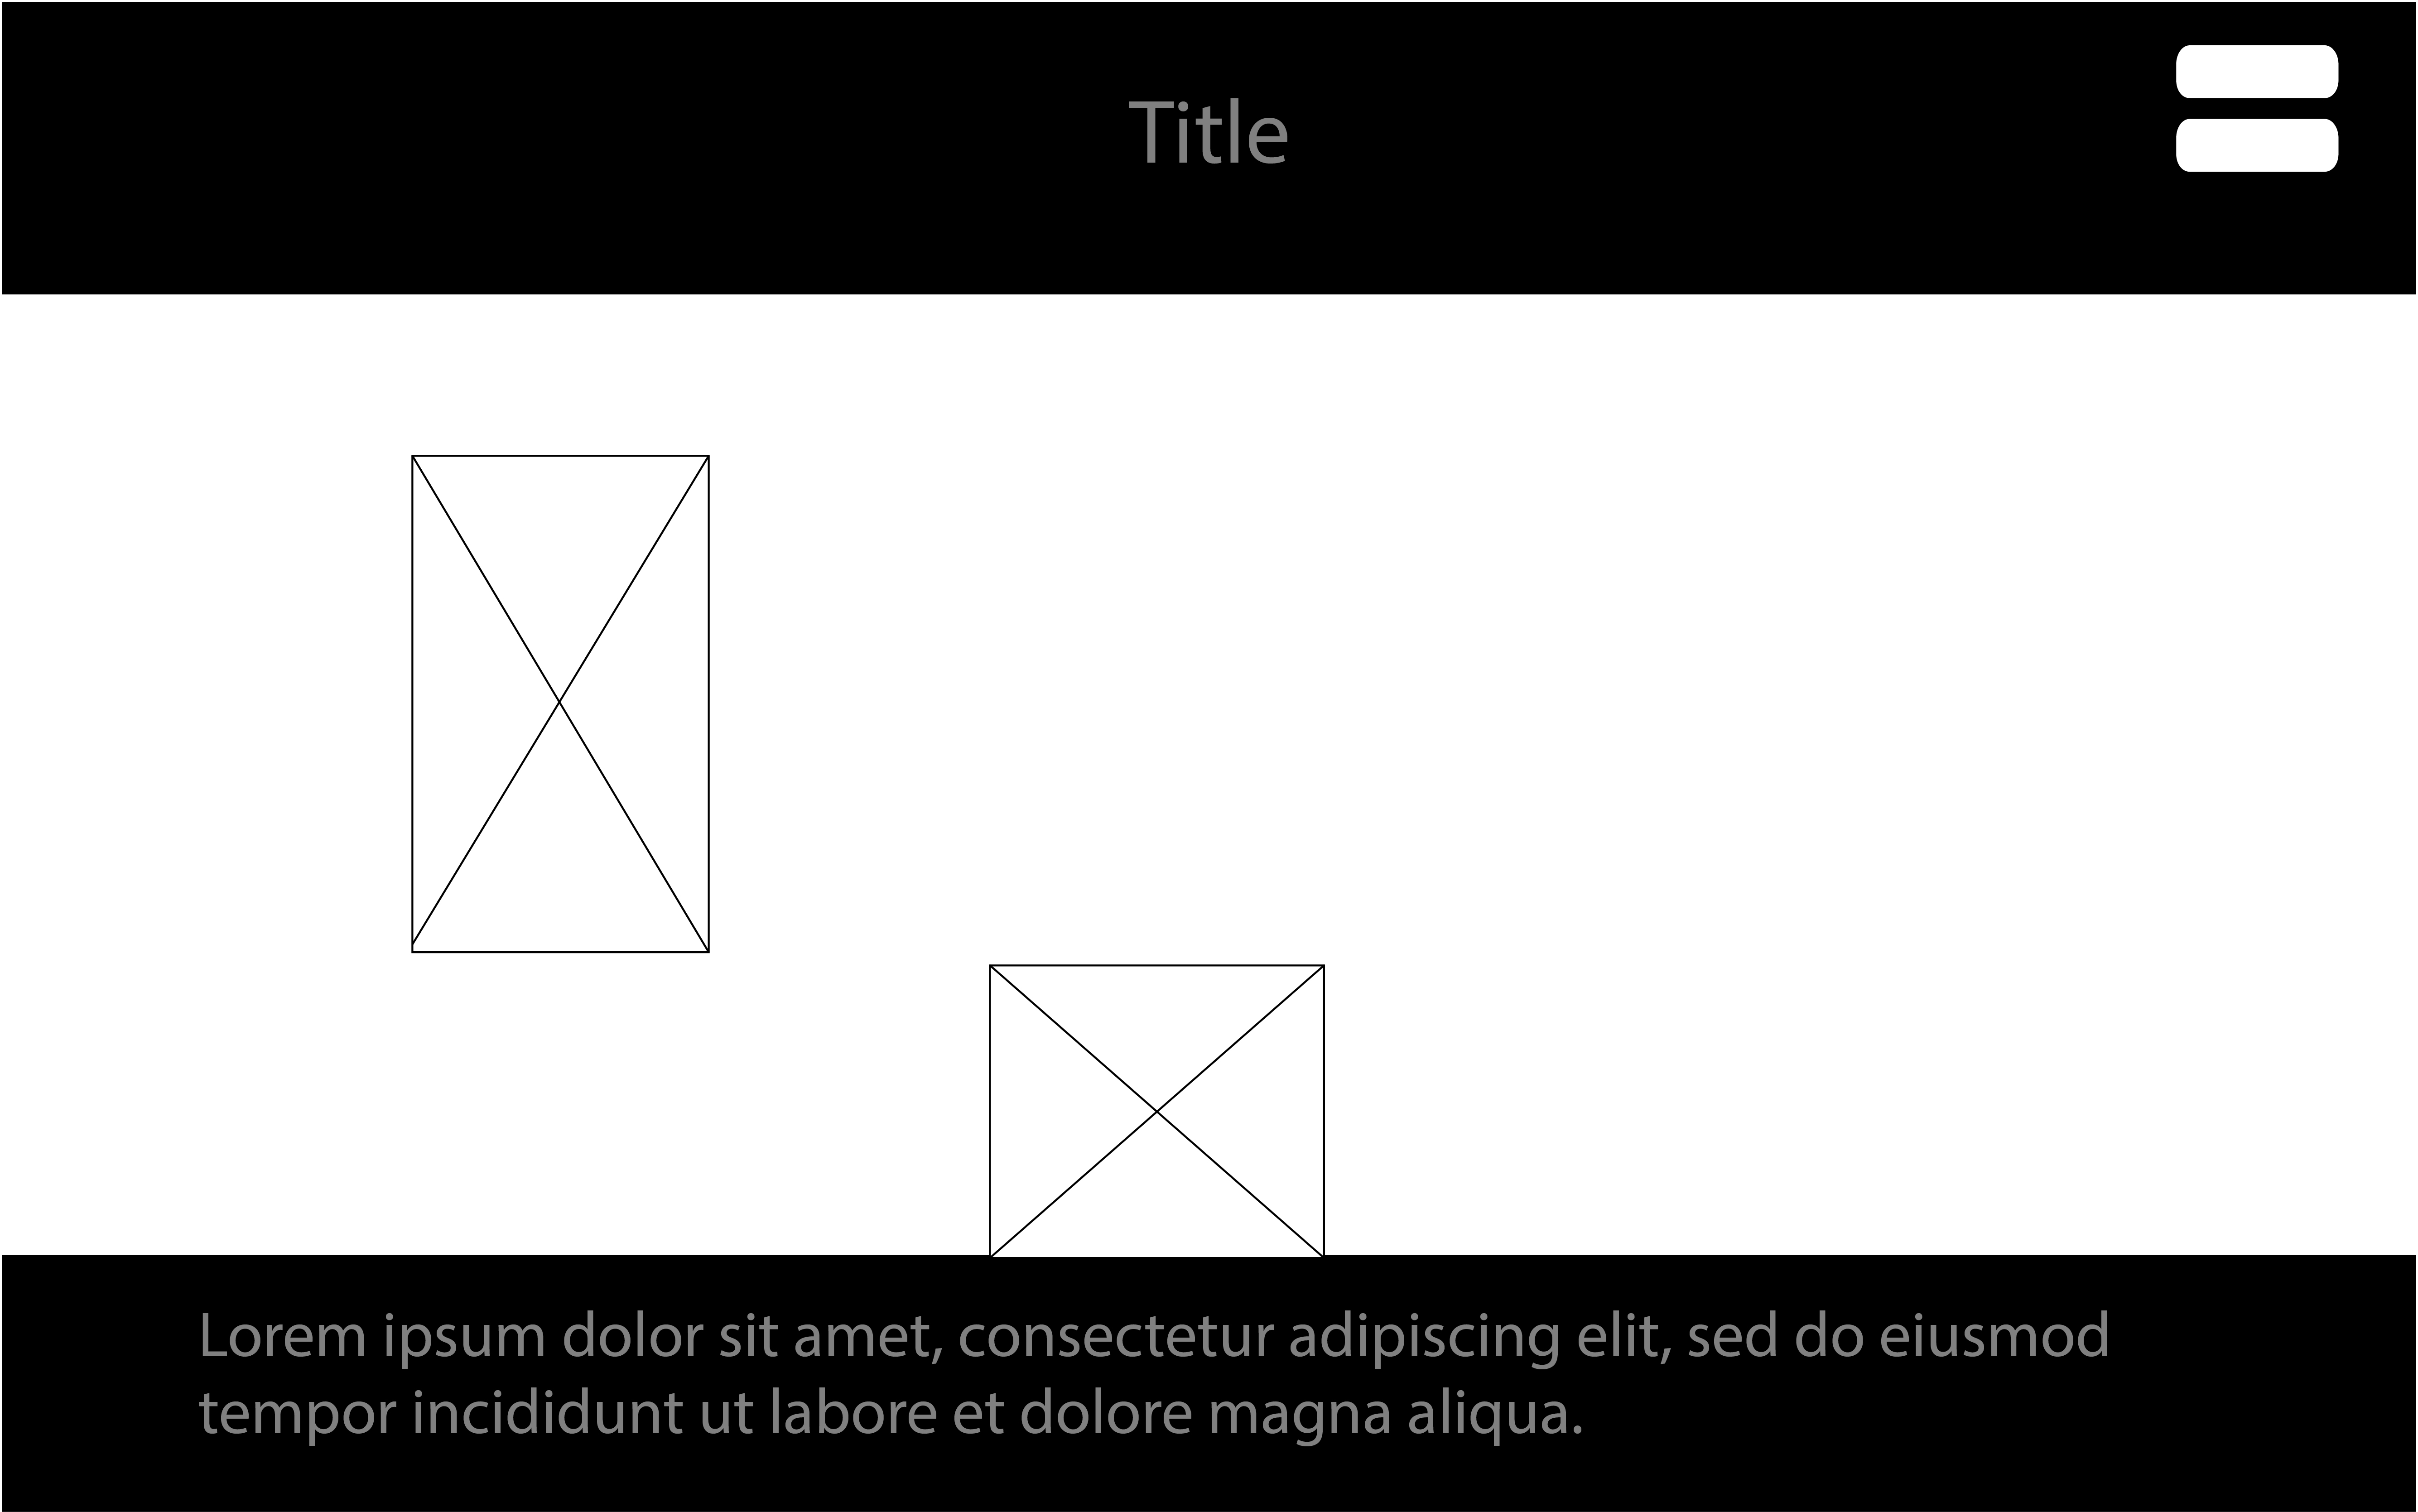 Title
Lorem ipsum dolor sit amet, consectetur adipiscing elit, sed do eiusmod
tempor incididunt ut labore et dolore magna aliqua.